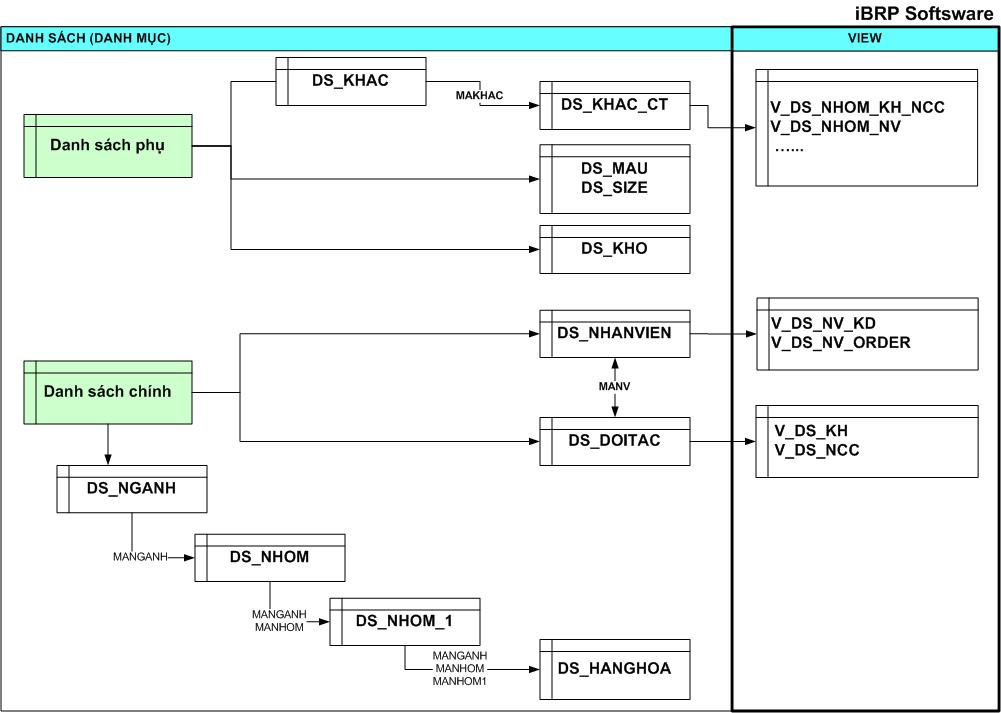 iBRP Softsware
DANH SÁCH (DANH MỤC)
VIEW
DS_KHAC
MAKHAC
DS_KHAC_CT
V_DS_NHOM_KH_NCC
V_DS_NHOM_NV
......
Danh sách phụ
DS_MAU
DS_SIZE
DS_KHO
DS_NHANVIEN
V_DS_NV_KD
V_DS_NV_ORDER
MANV
Danh sách chính
DS_DOITAC
V_DS_KH
V_DS_NCC
DS_NGANH
MANGANH
DS_NHOM
MANGANH
MANHOM
DS_NHOM_1
MANGANH
MANHOM
MANHOM1
DS_HANGHOA